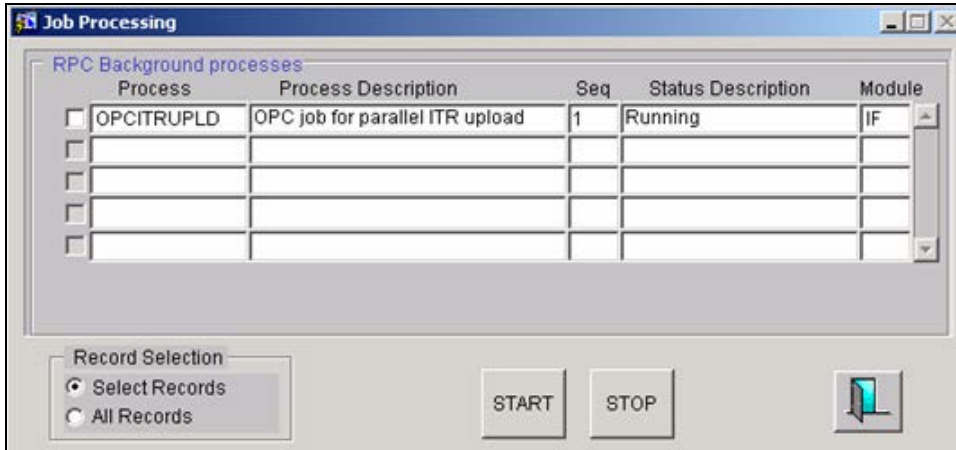 Job Processing
RPC Background processes
Process Process Description Seq Status Description Module
OPCITRUPLD OPC job for parallel ITR upload 1 Running IF
Record Selection
Select Records
All Records
START STOP